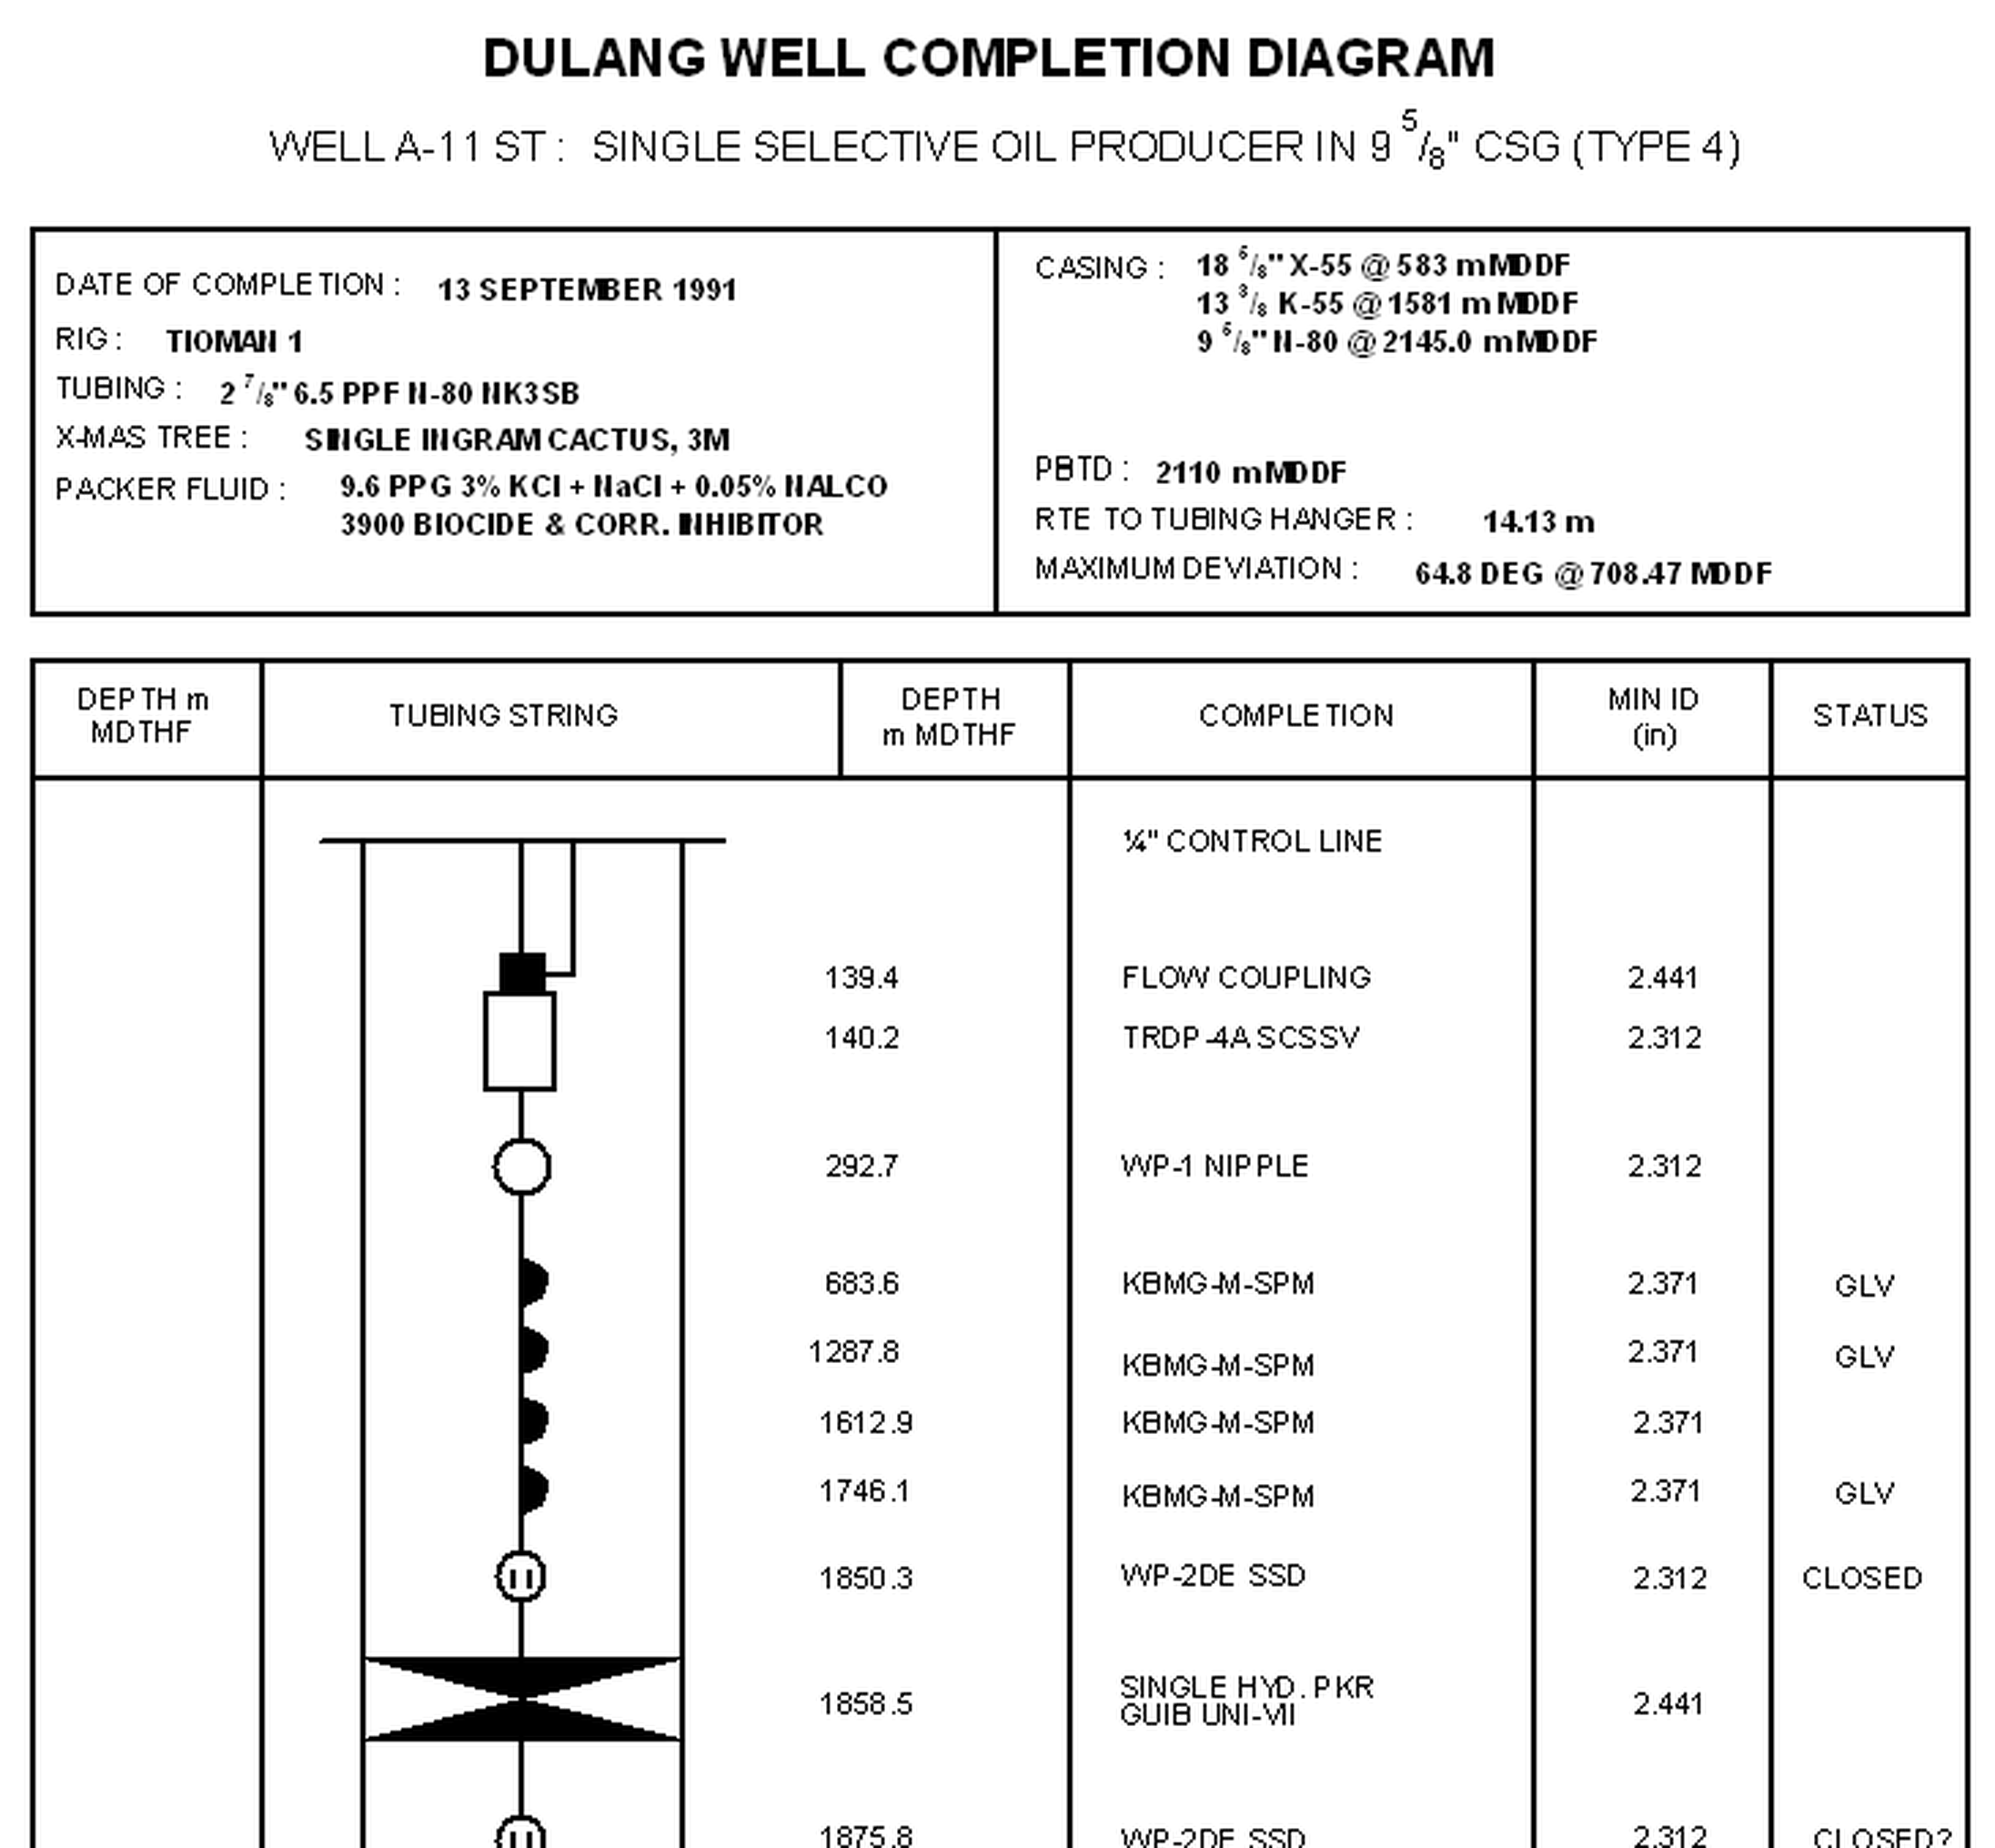 DULANG WELL COMPLETION DIAGRAM
WELL A-11 ST : SINGLE SELECTIVE OIL PRODUCER IN 9 5/8" CSG (TYPE 4)
DATE OF COMPLETION : 13 SEPTEMBER 1991
RIG : TIOMAN 1
TUBING : 2 7/8" 6.5 PPF N-80 NK3SB
X-MAS TREE : SINGLE INGRAM CACTUS, 3M
PACKER FLUID : 9.6 PPG 3% KCl + NaCl + 0.05% NALCO
3900 BIOCIDE & CORR. INHIBITOR
CASING : 18 5/8" X-55 @ 583 mMDDF
13 3/8 K-55 @ 1581 m MDDF
9 5/8" N-80 @ 2145.0 mMDDF
PBTD : 2110 mMDDF
RTE TO TUBING HANGER : 14.13 m
MAXIMUM DEVIATION : 64.8 DEG @ 708.47 MDDF
DEPTH m
MDTHF
TUBING STRING
DEPTH
m MDTHF
COMPLETION
MIN ID
(in)
STATUS
¼" CONTROL LINE
139.4 FLOW COUPLING 2.441
140.2 TRDP-4A SCSSV 2.312
292.7 WP-1 NIPPLE 2.312
683.6 KBMG-M-SPM 2.371 GLV
1287.8 KBMG-M-SPM 2.371 GLV
1612.9 KBMG-M-SPM 2.371
1746.1 KBMG-M-SPM 2.371 GLV
1850.3 WP-2DE SSD 2.312 CLOSED
1858.5 SINGLE HYD. PKR 2.441
GUIB UNI-VII
1875.8 WP-2DE SSD 2.312 CLOSED?